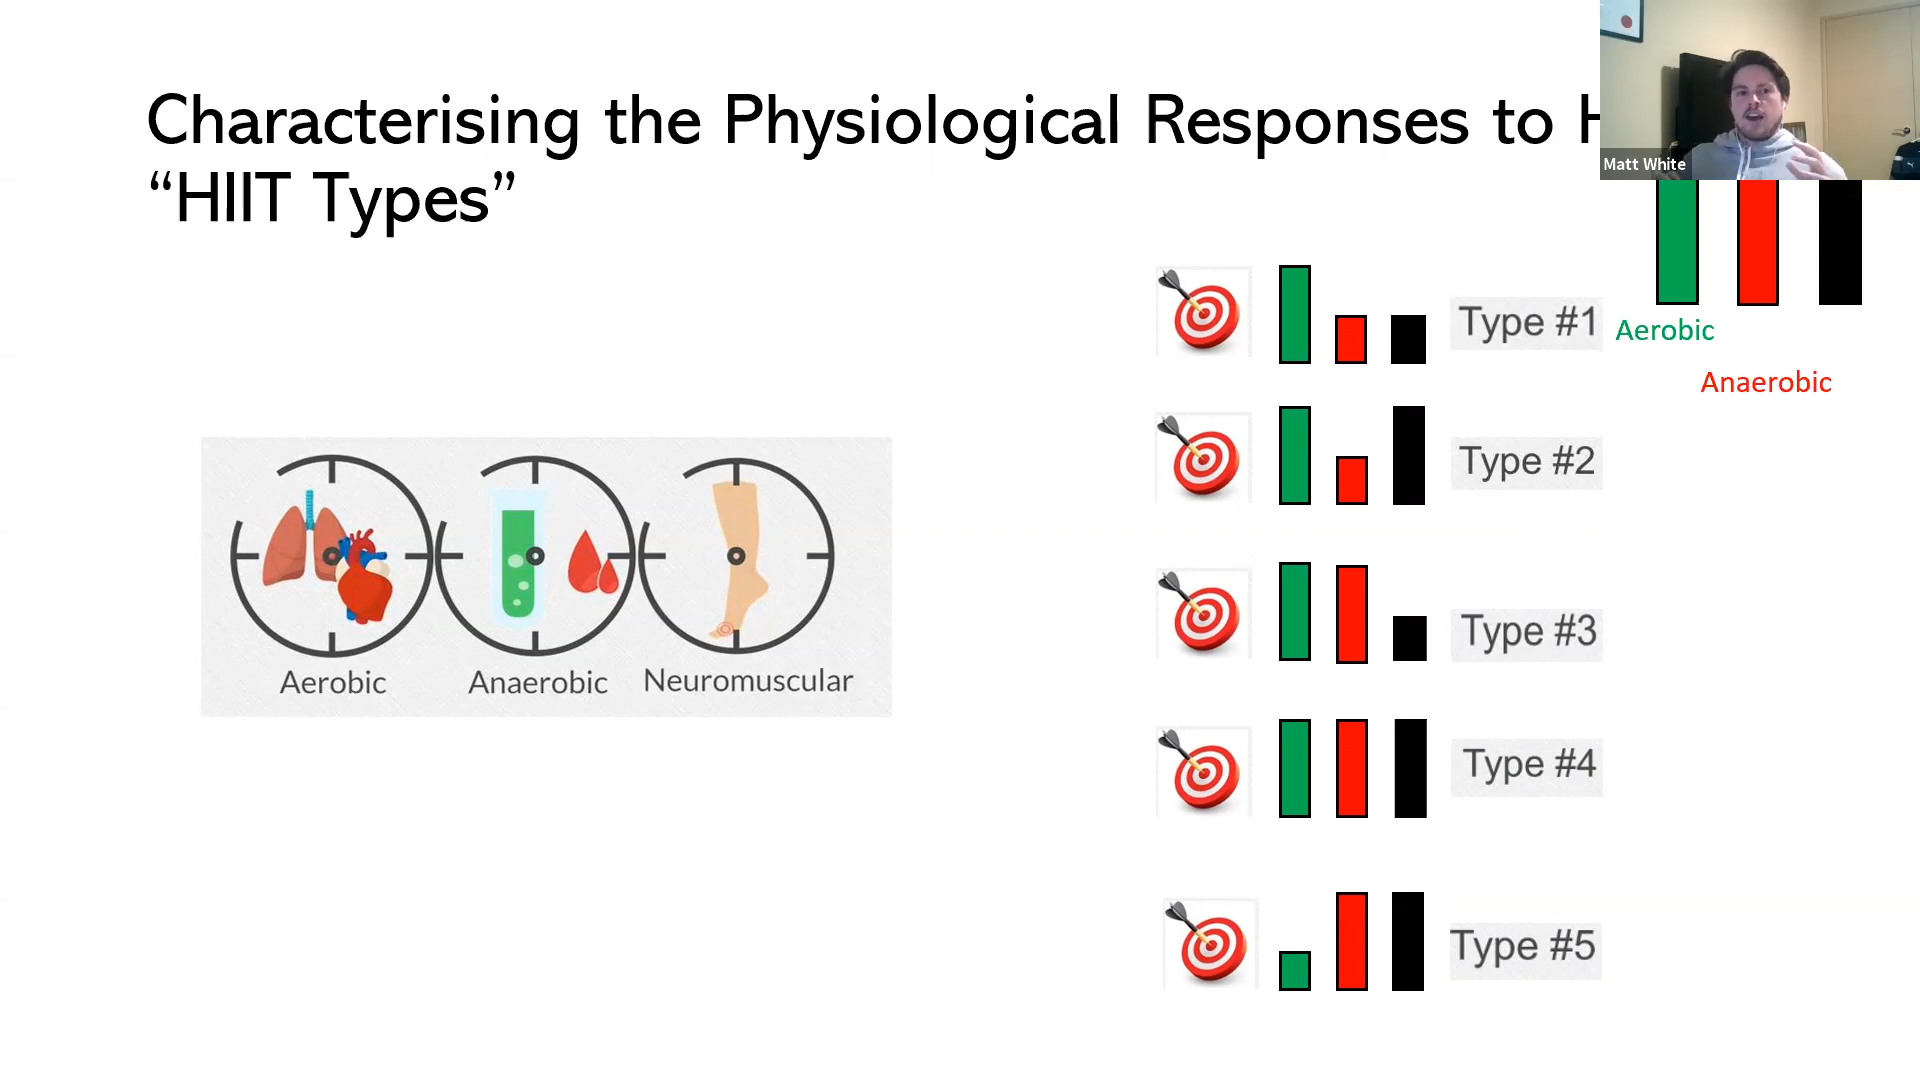 Characterising the Physiological Responses to H
“HIIT Types”
Matt White
Type #1
Aerobic
Anaerobic
Type #2
Type #3
Aerobic
Anaerobic
Neuromuscular
Type #4
Type #5